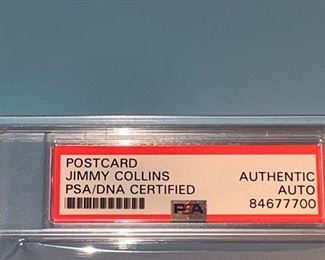 POSTCARD
JIMMY COLLINS
PSA/DNA CERTIFIED
AUTHENTIC
AUTO
84677700
PSA